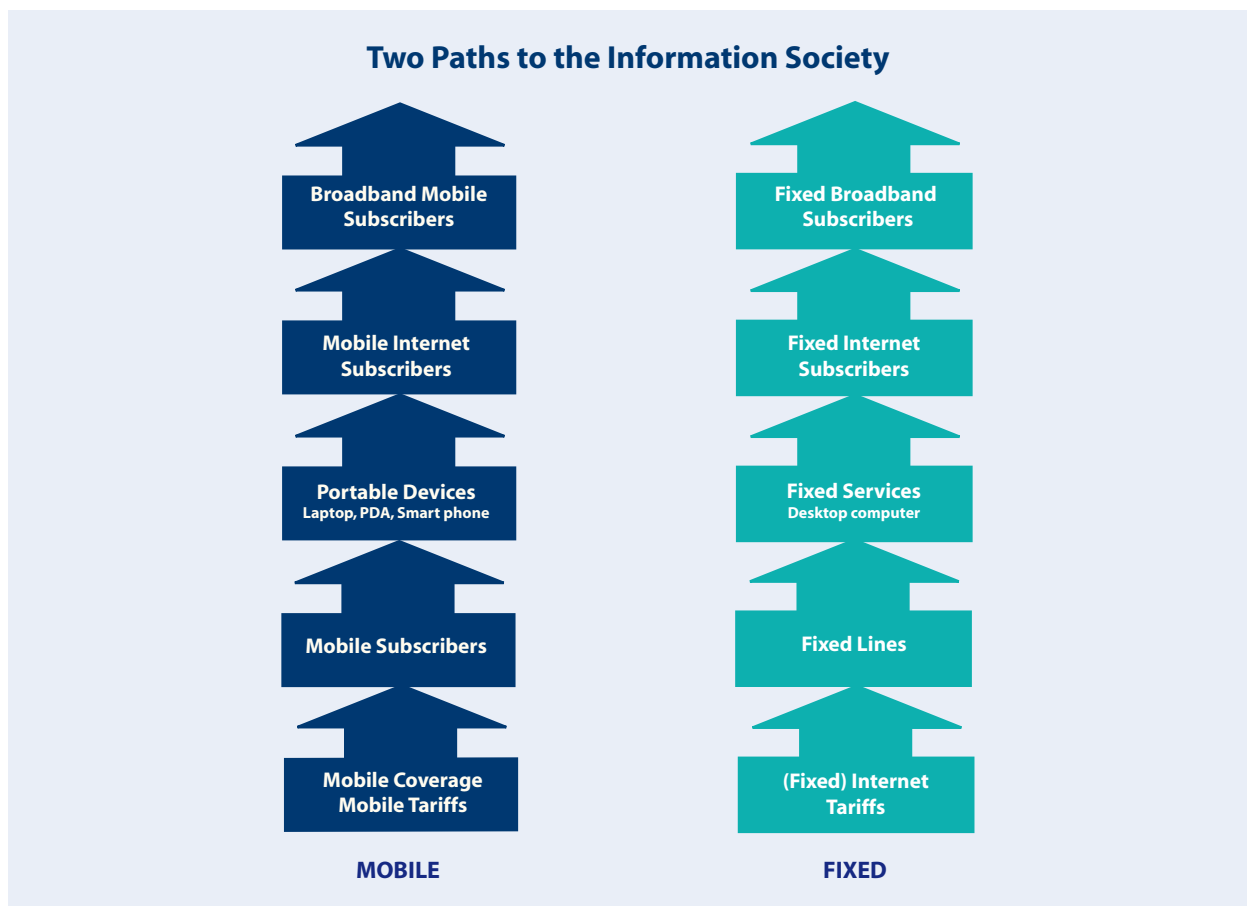 Two Paths to the Information Society
Broadband Mobile
Subscribers
Mobile Internet
Subscribers
Portable Devices
Laptop, PDA, Smart phone
Mobile Subscribers
Mobile Coverage
Mobile Tariffs
MOBILE
Fixed Broadband
Subscribers
Fixed Internet
Subscribers
Fixed Services
Desktop computer
Fixed Lines
(Fixed) Internet
Tariffs
FIXED